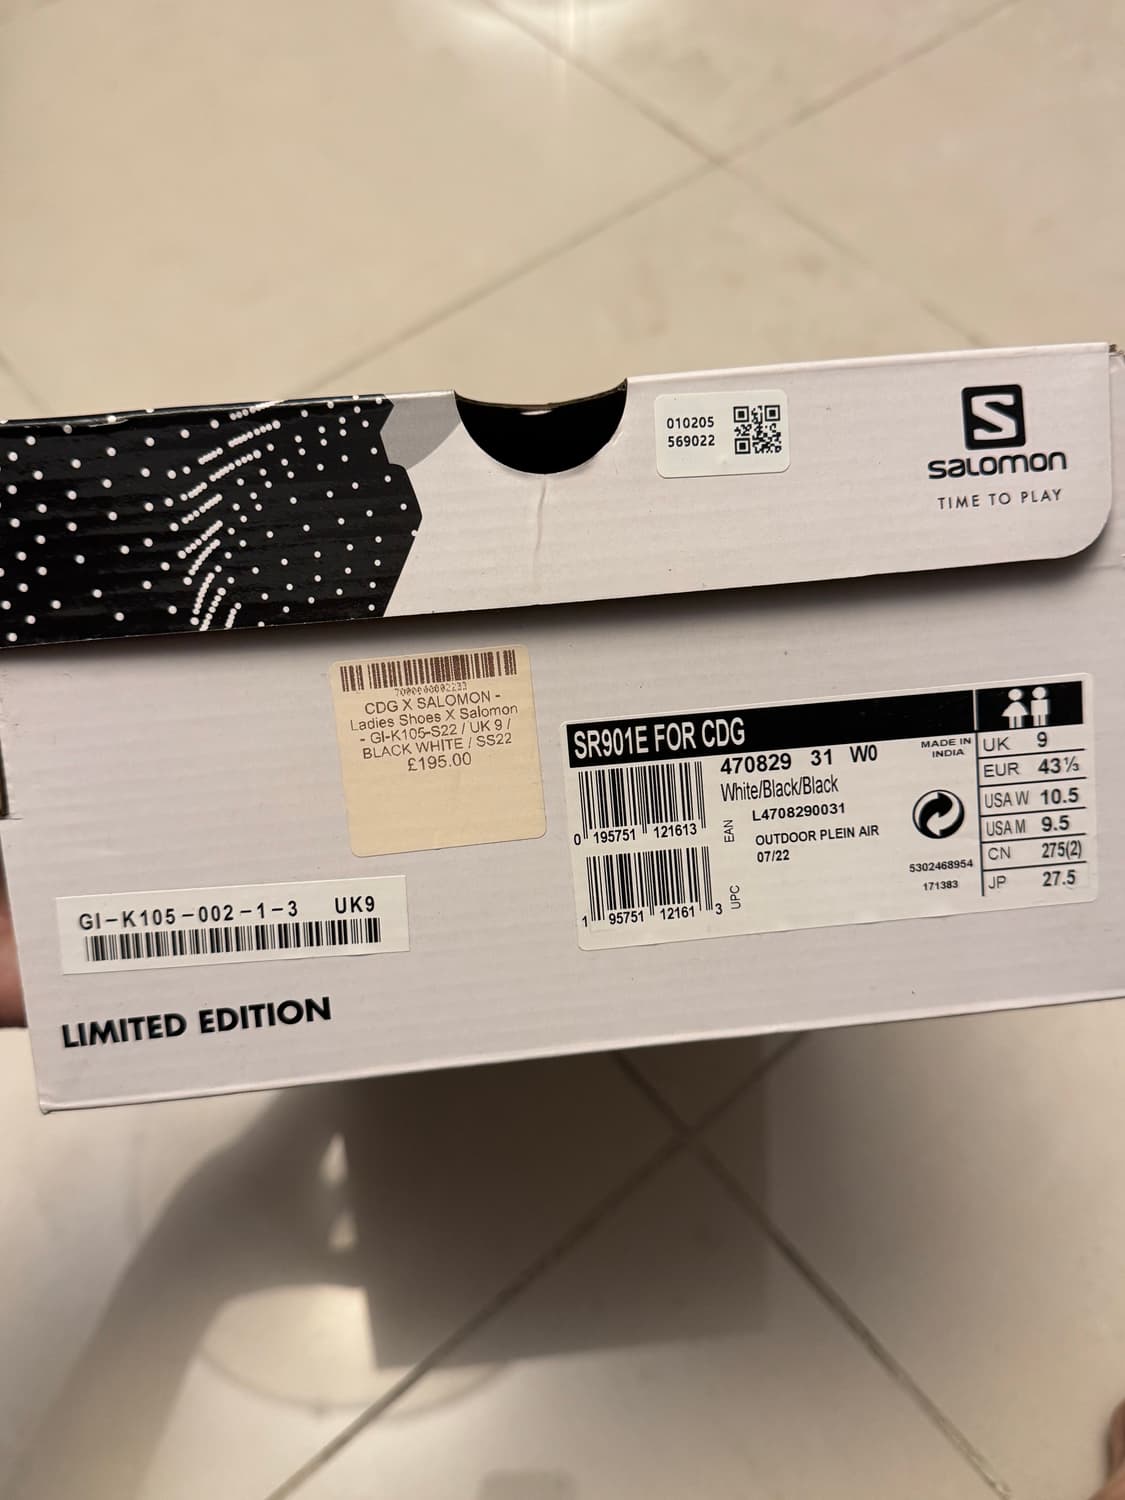 010205
569022
S
salomon
TIME TO PLAY
CDG X SALOMON -
Ladies Shoes X Salomon
- GI-K105-S22 / UK 9 /
BLACK WHITE / SS22
£195.00
SR901E FOR CDG
470829 31 W0
White/Black/Black
L4708290031
OUTDOOR PLEIN AIR
07/22
0 195751 121613
EAN
1 95751 12161 3
UPC
MADE IN
INDIA
5302468954
171383
UK 9
EUR 43⅓
USA W 10.5
USA M 9.5
CN 275(2)
JP 27.5
GI-K105-002-1-3 UK9
LIMITED EDITION